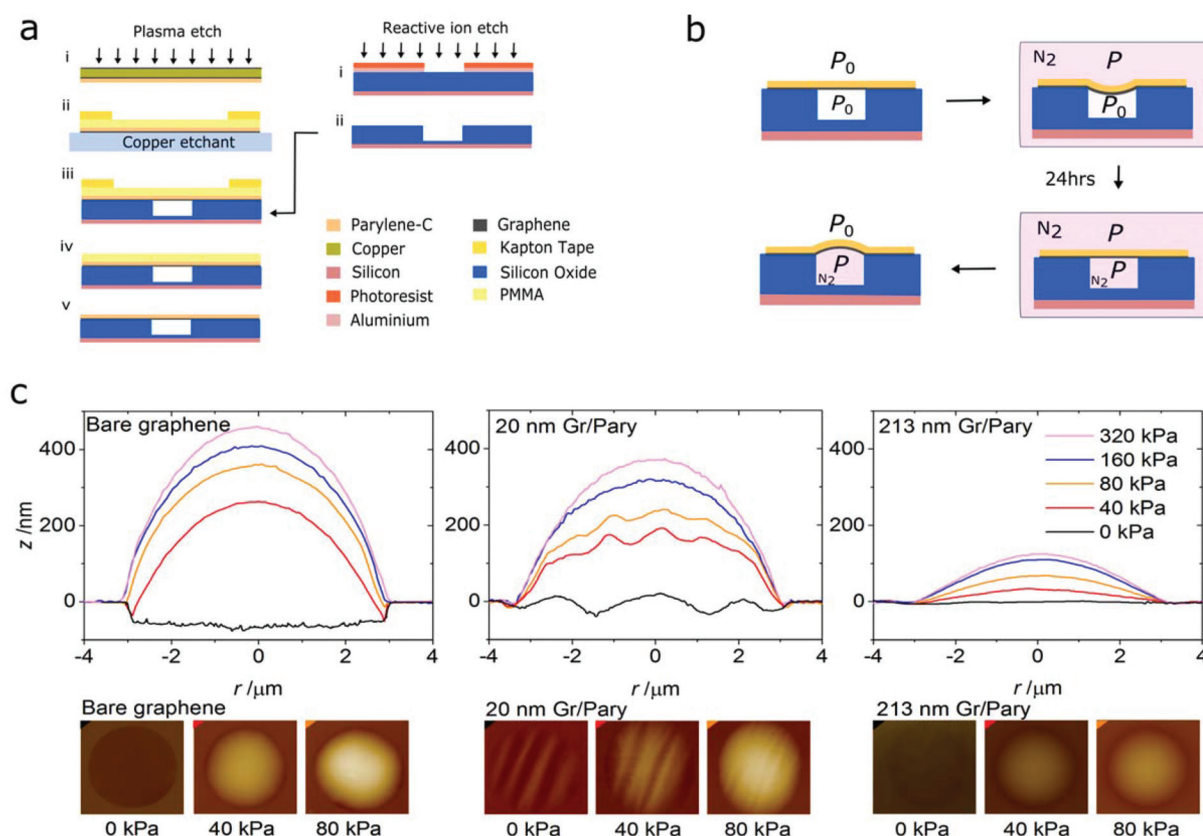 a
Plasma etch
i
ii
Copper etchant
iii
iv
v
Reactive ion etch
i
ii
Parylene-C
Copper
Silicon
Photoresist
Aluminium
Graphene
Kapton Tape
Silicon Oxide
PMMA
b
P0
P0
N2 P
P0
24hrs
N2 P
N2 P
P0
N2 P
c
Bare graphene
400
200
0
z /nm
-4 -2 0 2 4
r /μm
20 nm Gr/Pary
-4 -2 0 2 4
r /μm
213 nm Gr/Pary
320 kPa
160 kPa
80 kPa
40 kPa
0 kPa
400
200
0
-4 -2 0 2 4
r /μm
Bare graphene
0 kPa 40 kPa 80 kPa
20 nm Gr/Pary
0 kPa 40 kPa 80 kPa
213 nm Gr/Pary
0 kPa 40 kPa 80 kPa